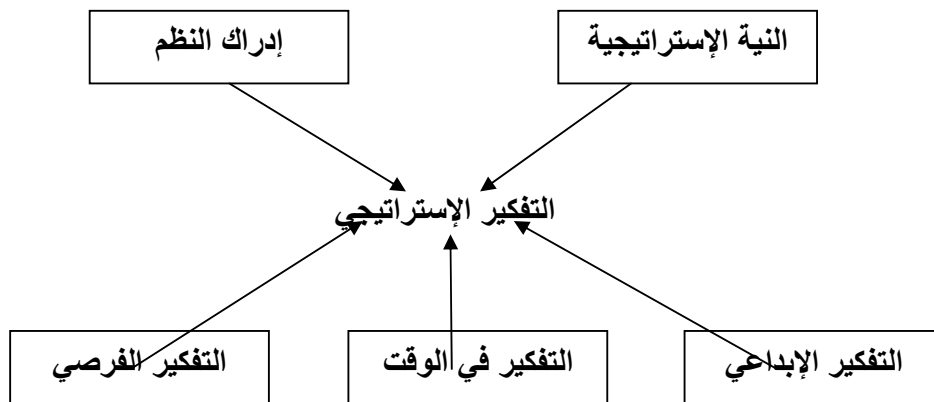 النية الإستراتيجية
إدراك النظم
التفكير الإستراتيجي
التفكير الإبداعي
التفكير في الوقت
التفكير الفرصي